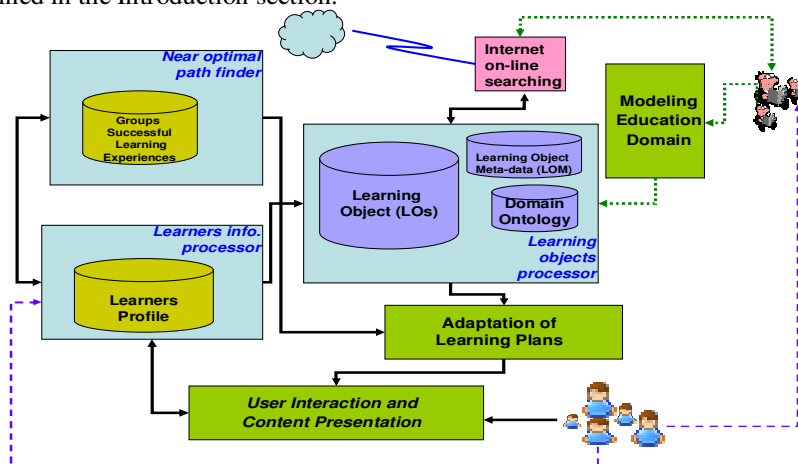 ned in the Introduction section.
Near optimal
path finder
Groups
Successful
Learning
Experiences
Internet
on-line
searching
Modeling
Education
Domain
Learning
Object (LOs)
Learning Object
Meta-data (LOM)
Domain
Ontology
Learning
objects
processor
Learners info.
processor
Learners
Profile
Adaptation of
Learning Plans
User Interaction and
Content Presentation